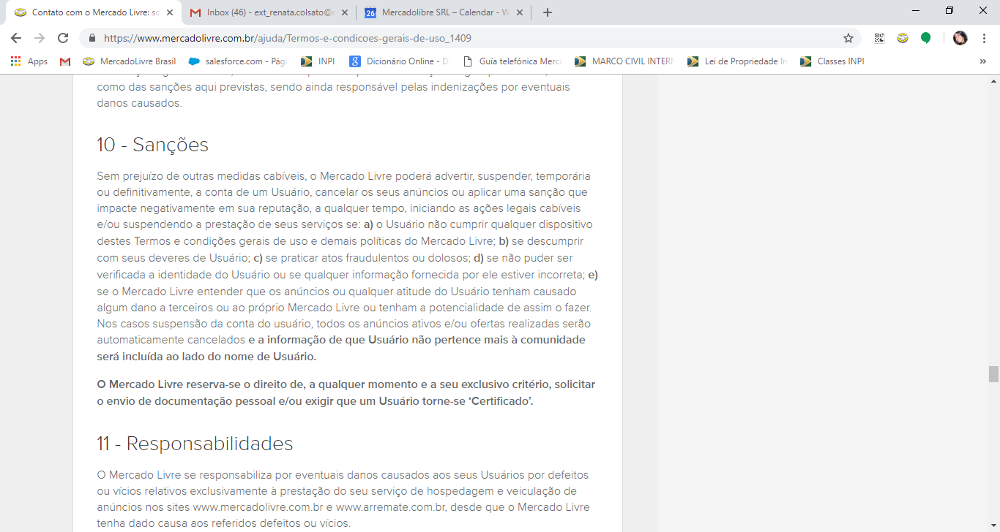 Contato com o Mercado Livre: so
Inbox (46) - ext_renata.colsato@
Mercadolibre SRL – Calendar - W
https://www.mercadolivre.com.br/ajuda/Termos-e-condicoes-gerais-de-uso_1409
Apps
MercadoLivre Brasil
salesforce.com - Pági
INPI
Dicionário Online - D
Guía telefónica Merca
MARCO CIVIL INTERN
Lei de Propriedade In
Classes INPI
como das sanções aqui previstas, sendo ainda responsável pelas indenizações por eventuais
danos causados.
10 - Sanções
Sem prejuízo de outras medidas cabíveis, o Mercado Livre poderá advertir, suspender, temporária
ou definitivamente, a conta de um Usuário, cancelar os seus anúncios ou aplicar uma sanção que
impacte negativamente em sua reputação, a qualquer tempo, iniciando as ações legais cabíveis
e/ou suspendendo a prestação de seus serviços se: a) o Usuário não cumprir qualquer dispositivo
destes Termos e condições gerais de uso e demais políticas do Mercado Livre; b) se descumprir
com seus deveres de Usuário; c) se praticar atos fraudulentos ou dolosos; d) se não puder ser
verificada a identidade do Usuário ou se qualquer informação fornecida por ele estiver incorreta; e)
se o Mercado Livre entender que os anúncios ou qualquer atitude do Usuário tenham causado
algum dano a terceiros ou ao próprio Mercado Livre ou tenham a potencialidade de assim o fazer.
Nos casos suspensão da conta do usuário, todos os anúncios ativos e/ou ofertas realizadas serão
automaticamente cancelados e a informação de que Usuário não pertence mais à comunidade
será incluída ao lado do nome de Usuário.
O Mercado Livre reserva-se o direito de, a qualquer momento e a seu exclusivo critério, solicitar
o envio de documentação pessoal e/ou exigir que um Usuário torne-se ‘Certificado’.
11 - Responsabilidades
O Mercado Livre se responsabiliza por eventuais danos causados aos seus Usuários por defeitos
ou vícios relativos exclusivamente à prestação do seu serviço de hospedagem e veiculação de
anúncios nos sites www.mercadolivre.com.br e www.arremate.com.br, desde que o Mercado Livre
tenha dado causa aos referidos defeitos ou vícios.